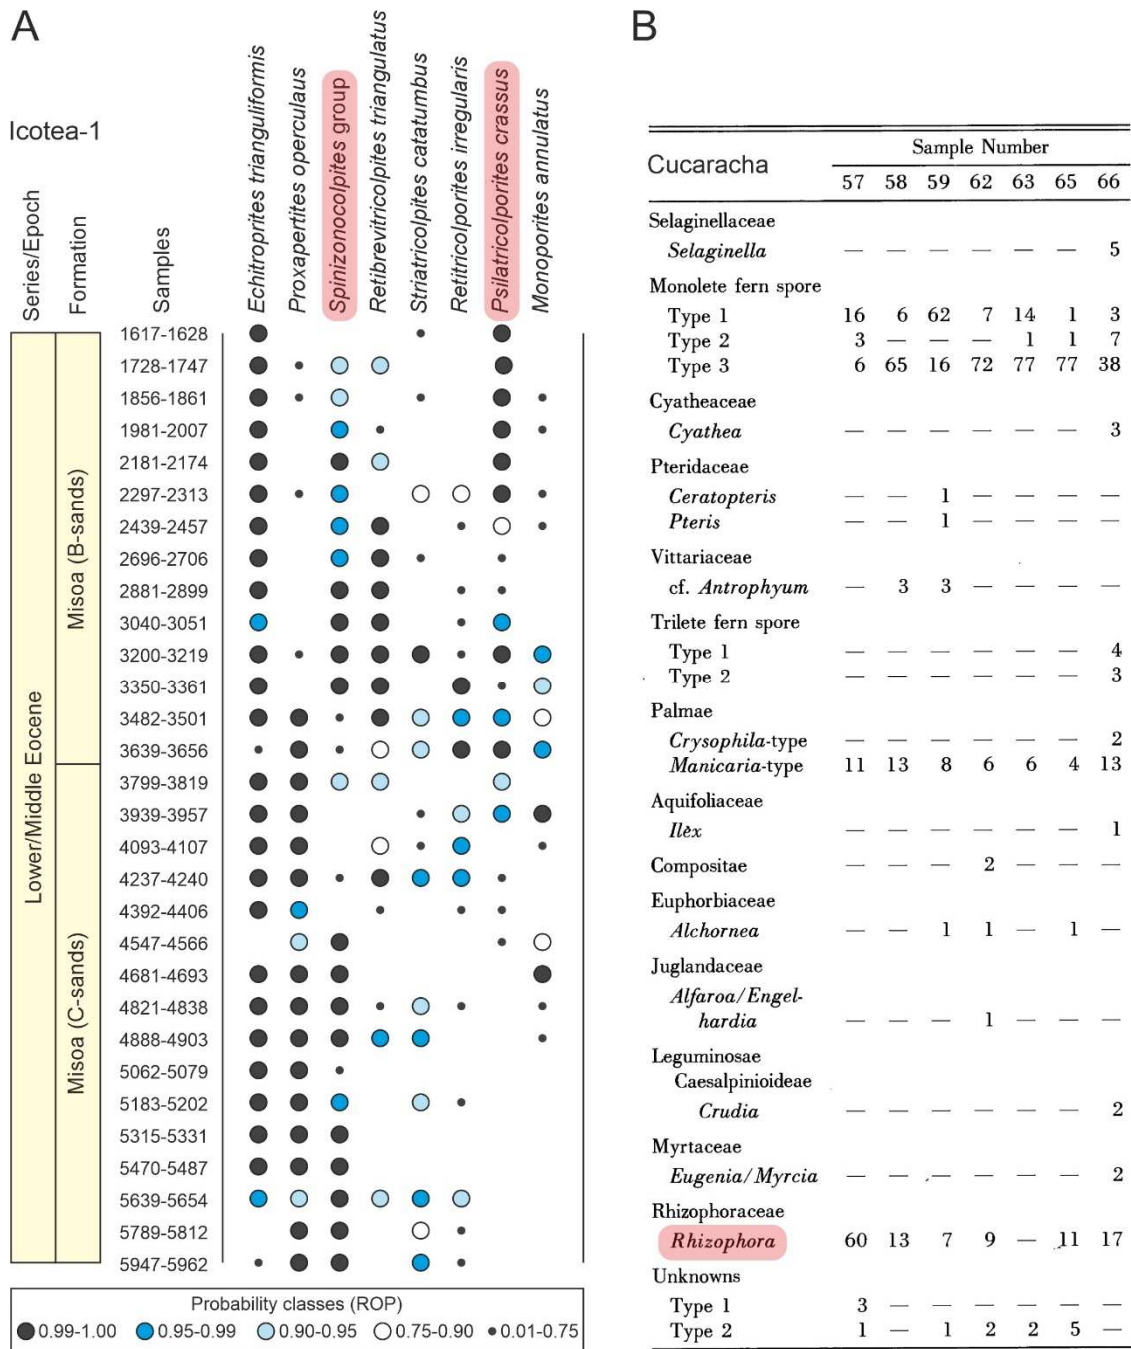 A
Icotea-1
Series/Epoch
Formation
Samples
Echitroprites trianguliformis
Proxapertites operculaus
Spinizonocolpites group
Retibrevitricolpites triangulatus
Striatricolpites catatumbus
Retitricolporites irregularis
Psilatricolporites crassus
Monoporites annulatus
Lower/Middle Eocene
Misoa (B-sands)
Misoa (C-sands)
1617-1628
1728-1747
1856-1861
1981-2007
2181-2174
2297-2313
2439-2457
2696-2706
2881-2899
3040-3051
3200-3219
3350-3361
3482-3501
3639-3656
3799-3819
3939-3957
4093-4107
4237-4240
4392-4406
4547-4566
4681-4693
4821-4838
4888-4903
5062-5079
5183-5202
5315-5331
5470-5487
5639-5654
5789-5812
5947-5962
Probability classes (ROP)
0.99-1.00 0.95-0.99 0.90-0.95 0.75-0.90 0.01-0.75
B
Sample Number
Cucaracha 57 58 59 62 63 65 66
Selaginellaceae
Selaginella — — — — — — 5
Monolete fern spore
Type 1 16 6 62 7 14 1 3
Type 2 3 — — — 1 1 7
Type 3 6 65 16 72 77 77 38
Cyatheaceae
Cyathea — — — — — — 3
Pteridaceae
Ceratopteris — — 1 — — — —
Pteris — — 1 — — — —
Vittariaceae
cf. Antrophyum — 3 3 — — — —
Trilete fern spore
Type 1 — — — — — — 4
Type 2 — — — — — — 3
Palmae
Crysophila-type — — — — — — 2
Manicaria-type 11 13 8 6 6 4 13
Aquifoliaceae
Ilex — — — — — — 1
Compositae — — — 2 — — —
Euphorbiaceae
Alchornea — — 1 1 — 1 —
Juglandaceae
Alfaroa/Engel-
hardia — — — 1 — — —
Leguminosae
Caesalpinioideae
Crudia — — — — — — 2
Myrtaceae
Eugenia/Myrcia — — — — — — 2
Rhizophoraceae
Rhizophora 60 13 7 9 — 11 17
Unknowns
Type 1 3 — — — — — —
Type 2 1 — 1 2 2 5 —